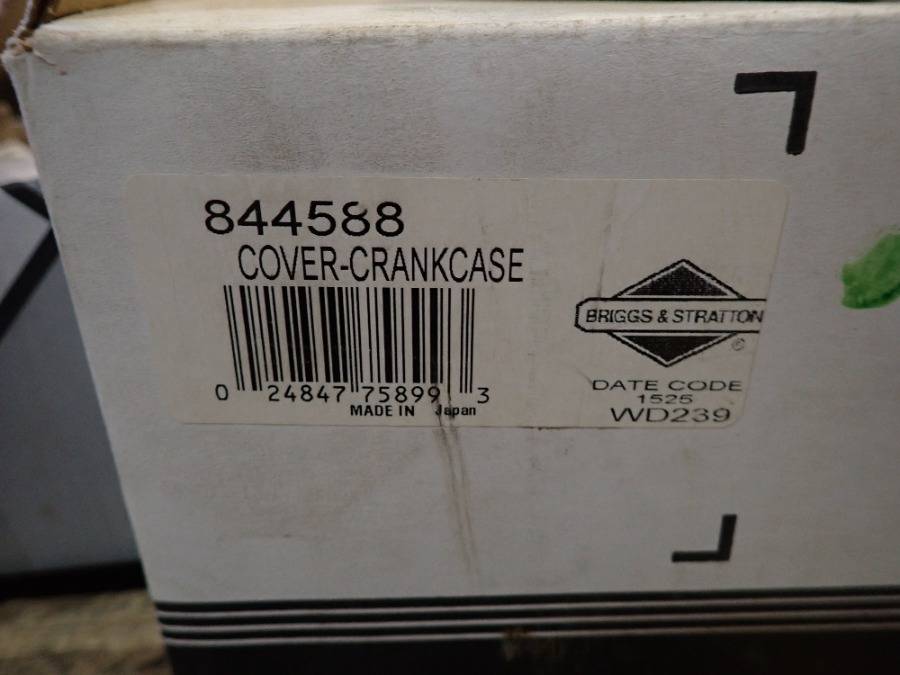 844588
COVER-CRANKCASE
0 24847 75899 3
MADE IN Japan
BRIGGS & STRATTON
®
DATE CODE
1525
WD239